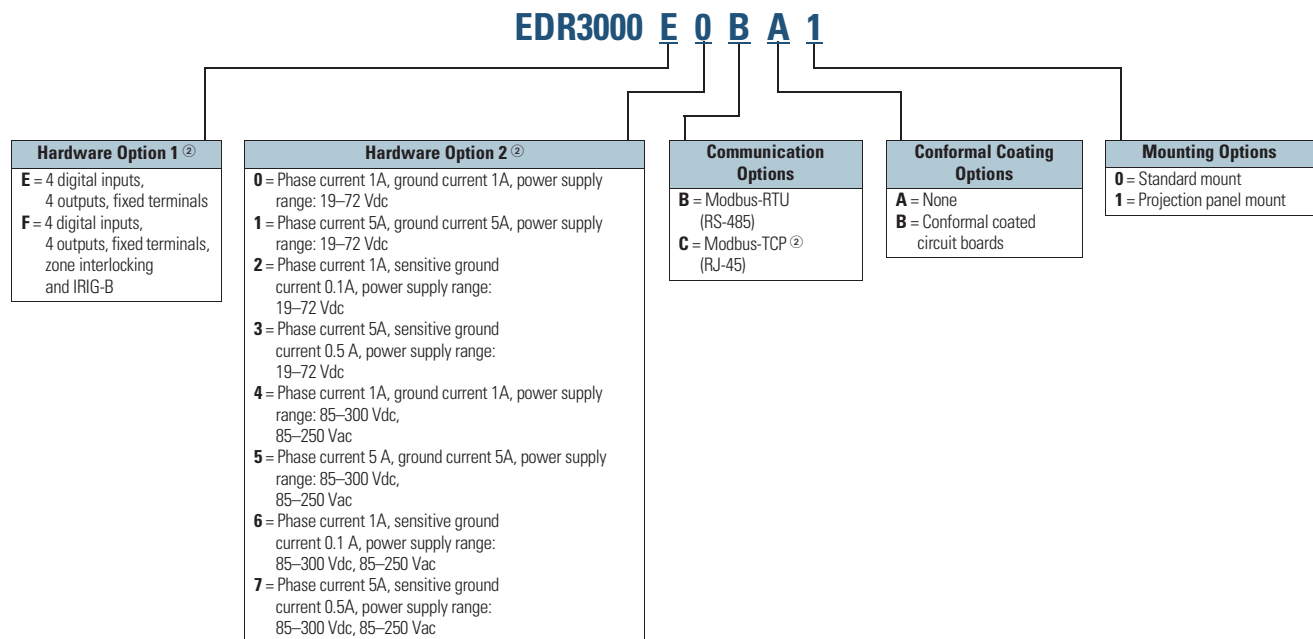 EDR3000 E 0 B A 1
Hardware Option 1 ②
E = 4 digital inputs,
4 outputs, fixed terminals
F = 4 digital inputs,
4 outputs, fixed terminals,
zone interlocking
and IRIG-B
Hardware Option 2 ②
0 = Phase current 1A, ground current 1A, power supply
range: 19–72 Vdc
1 = Phase current 5A, ground current 5A, power supply
range: 19–72 Vdc
2 = Phase current 1A, sensitive ground
current 0.1A, power supply range:
19–72 Vdc
3 = Phase current 5A, sensitive ground
current 0.5 A, power supply range:
19–72 Vdc
4 = Phase current 1A, ground current 1A, power supply
range: 85–300 Vdc,
85–250 Vac
5 = Phase current 5 A, ground current 5A, power supply
range: 85–300 Vdc,
85–250 Vac
6 = Phase current 1A, sensitive ground
current 0.1 A, power supply range:
85–300 Vdc, 85–250 Vac
7 = Phase current 5A, sensitive ground
current 0.5A, power supply range:
85–300 Vdc, 85–250 Vac
Communication
Options
B = Modbus-RTU
(RS-485)
C = Modbus-TCP ②
(RJ-45)
Conformal Coating
Options
A = None
B = Conformal coated
circuit boards
Mounting Options
0 = Standard mount
1 = Projection panel mount